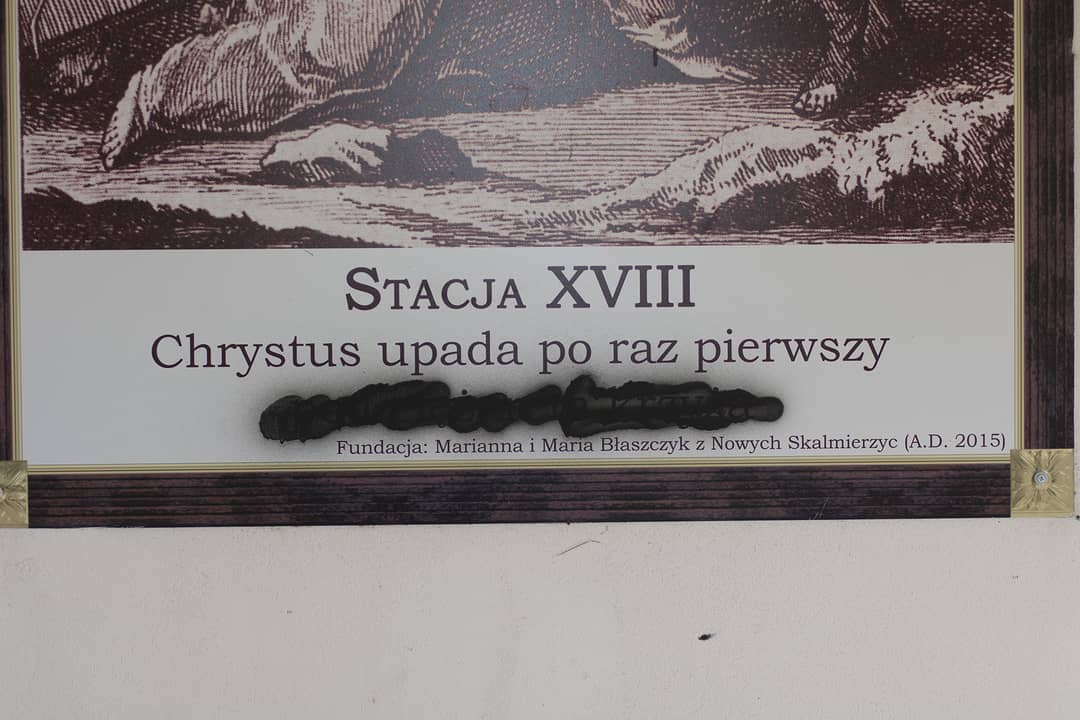 STACJA XVIII
Chrystus upada po raz pierwszy
Fundacja: Marianna i Maria Błaszczyk z Nowych Skalmierzyc (A.D. 2015)